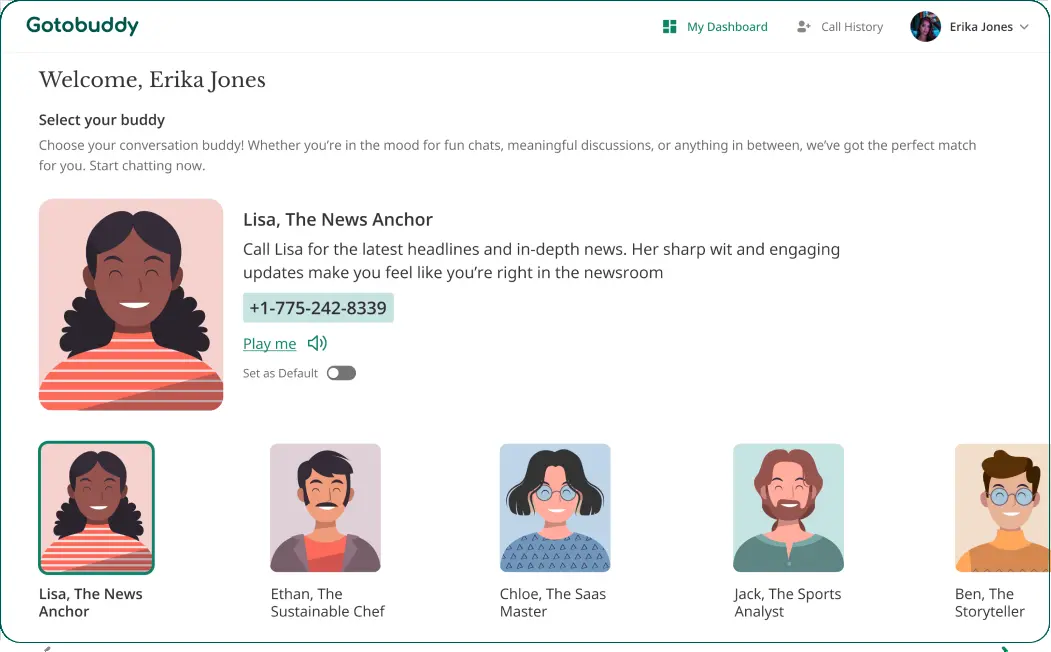 Gotobuddy
My Dashboard
Call History
Erika Jones
Welcome, Erika Jones
Select your buddy
Choose your conversation buddy! Whether you’re in the mood for fun chats, meaningful discussions, or anything in between, we’ve got the perfect match
for you. Start chatting now.
Lisa, The News Anchor
Call Lisa for the latest headlines and in-depth news. Her sharp wit and engaging
updates make you feel like you’re right in the newsroom
+1-775-242-8339
Play me
Set as Default
Lisa, The News
Anchor
Ethan, The
Sustainable Chef
Chloe, The Saas
Master
Jack, The Sports
Analyst
Ben, The
Storyteller